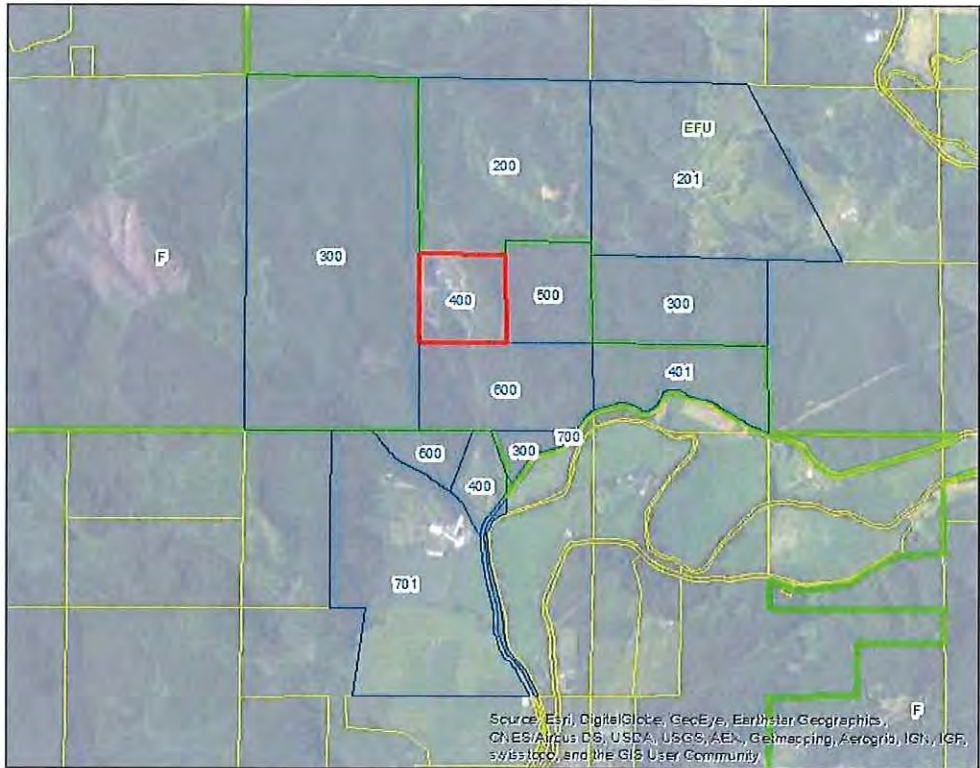 EFU
200
201
F
300
400
500
300
401
600
700
600
300
400
701
F
Source: Esri, DigitalGlobe, GeoEye, Earthstar Geographics,
CNES/Airbus DS, USDA, USGS, AEX, Getmapping, Aerogrid, IGN, IGP,
swisstopo, and the GIS User Community